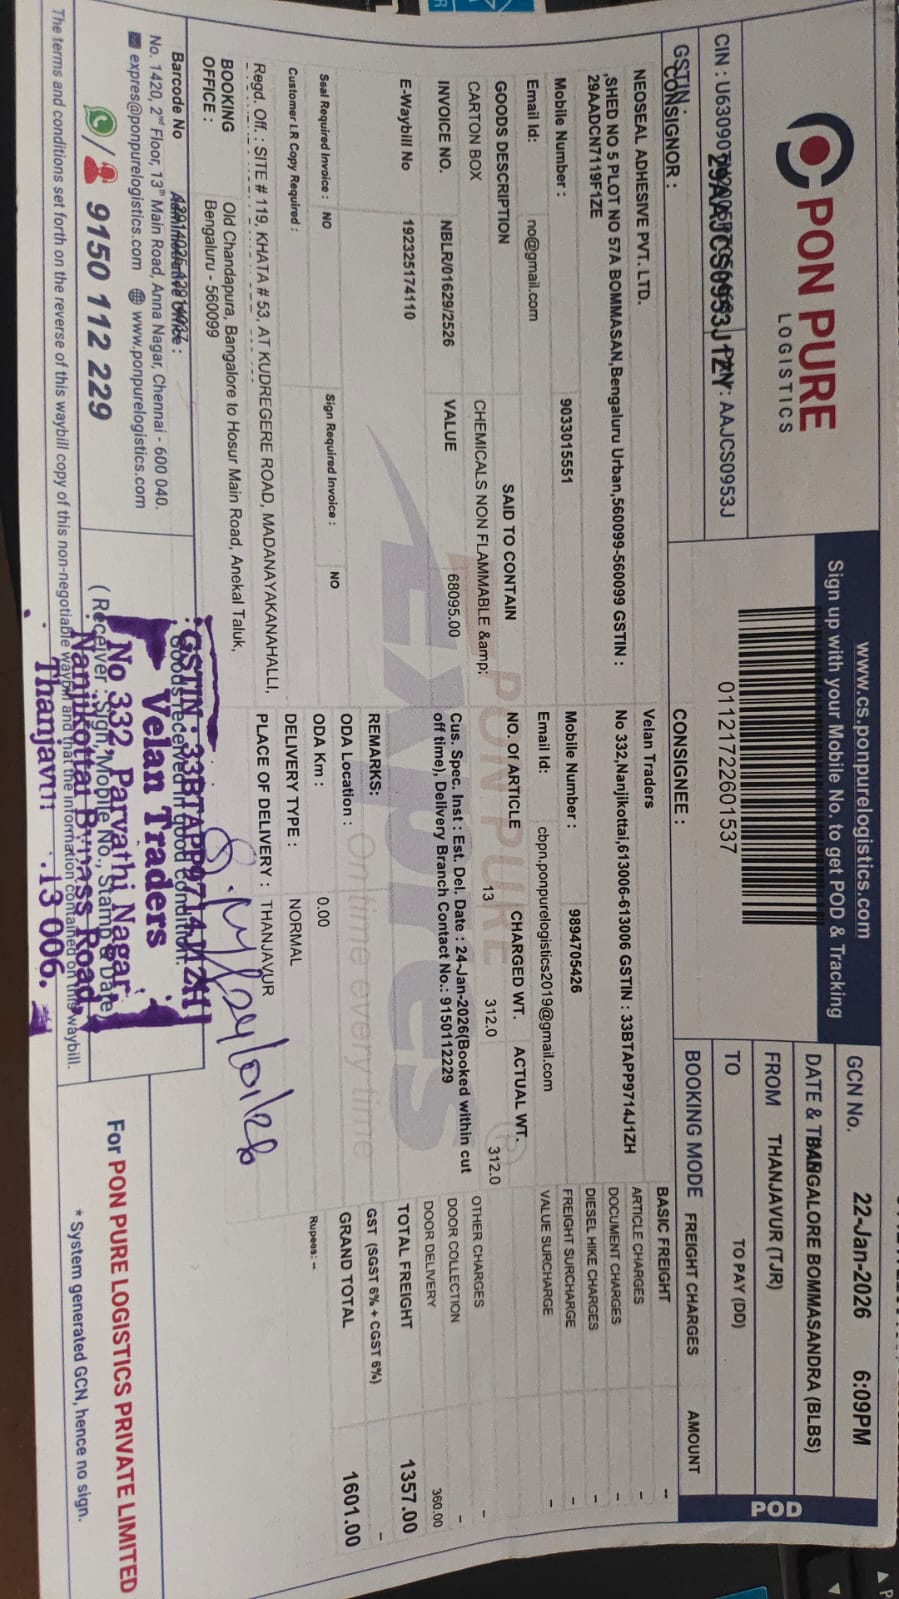 PON PURE
LOGISTICS
CIN : PAN : AAJCS0953J
GSTIN : 29AAJCS0953J1ZY
www.cs.ponpurelogistics.com
Sign up with your Mobile No. to get POD & Tracking
01121722601537
GCN No. 22-Jan-2026 6:09PM
DATE & BANGALORE BOMMASANDRA (BLBS)
FROM THANJAVUR (TJR)
TO TO PAY (DD)
POD
CONSIGNOR :
NEOSEAL ADHESIVE PVT. LTD.
,SHED NO 5 PLOT NO 57A BOMMASAN,Bengaluru Urban,560099-560099 GSTIN :
29AADCN7119F1ZE
Mobile Number : 9033015551
Email Id: no@gmail.com
CONSIGNEE :
Velan Traders
No 332,Nanjikottai,613006-613006 GSTIN : 33BTAPP9714J1ZH
Mobile Number : 9994705426
Email Id: cbpn.ponpurelogistics2019@gmail.com
BOOKING MODE FREIGHT CHARGES AMOUNT
BASIC FREIGHT --
ARTICLE CHARGES –
DOCUMENT CHARGES –
DIESEL HIKE CHARGES –
FREIGHT SURCHARGE –
VALUE SURCHARGE –
OTHER CHARGES –
DOOR COLLECTION –
DOOR DELIVERY 360.00
TOTAL FREIGHT 1357.00
GST (SGST 6% + CGST 6%) –
GRAND TOTAL 1601.00
Rupees: –
GOODS DESCRIPTION SAID TO CONTAIN NO. Of ARTICLE CHARGED WT. ACTUAL WT.
CARTON BOX CHEMICALS NON FLAMMABLE &amp; 13 312.0 312.0
INVOICE NO. NBLR/01629/2526 VALUE 68095.00
Cus. Spec. Inst : Est. Del. Date : 24-Jan-2026(Booked within cut
off time), Delivery Branch Contact No.: 9150112229
E-Waybill No 192325174110
PON PURE
EXPRES
On time every time
REMARKS:
ODA Location :
ODA Km : 0.00
DELIVERY TYPE : NORMAL
PLACE OF DELIVERY : THANJAVUR
Seal Required Invoice : NO Sign Required Invoice : NO
Customer LR Copy Required :
Regd. Off. : SITE # 119, KHATA # 53, AT KUDREGERE ROAD, MADANAYAKANAHALLI,
BOOKING
OFFICE :
Old Chandapura, Bangalore to Hosur Main Road, Anekal Taluk,
Bengaluru - 560099
Barcode No
Administrative Office :
No. 1420, 2nd Floor, 13th Main Road, Anna Nagar, Chennai - 600 040.
expres@ponpurelogistics.com www.ponpurelogistics.com
9150 112 229
24/01/26
Goods received in good condition.
(Receiver : Sign, Mobile No., Stamp & Date)
: GSTIN : 33BTAPP9714J1ZH
Velan Traders
No 332, Parvathi Nagar
Nanjikottai Bypass Road,
Thanjavur 13 006.
For PON PURE LOGISTICS PRIVATE LIMITED
* System generated GCN, hence no sign.
The terms and conditions set forth on the reverse of this waybill copy of this non-negotiable waybill and that the information contained on this waybill.